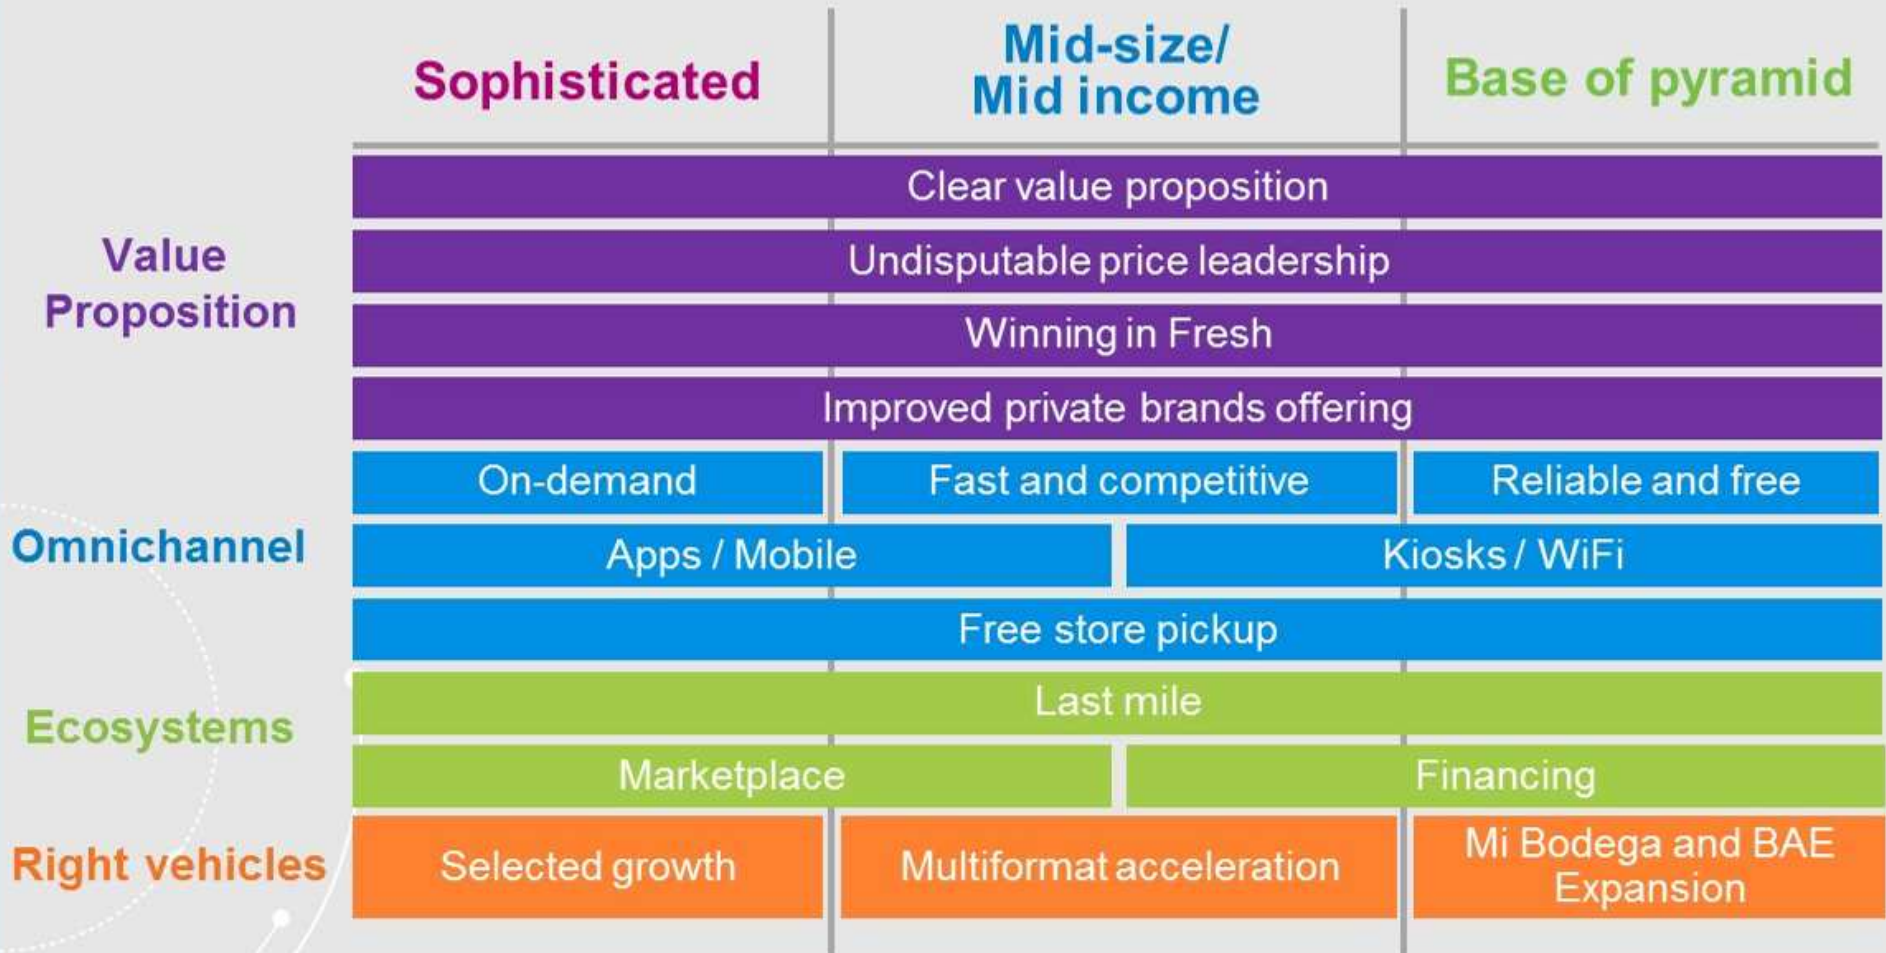 Sophisticated
Mid-size/
Mid income
Base of pyramid
Value
Proposition
Clear value proposition
Undisputable price leadership
Winning in Fresh
Improved private brands offering
Omnichannel
On-demand
Fast and competitive
Reliable and free
Apps / Mobile
Kiosks / WiFi
Free store pickup
Ecosystems
Last mile
Marketplace
Financing
Right vehicles
Selected growth
Multiformat acceleration
Mi Bodega and BAE
Expansion